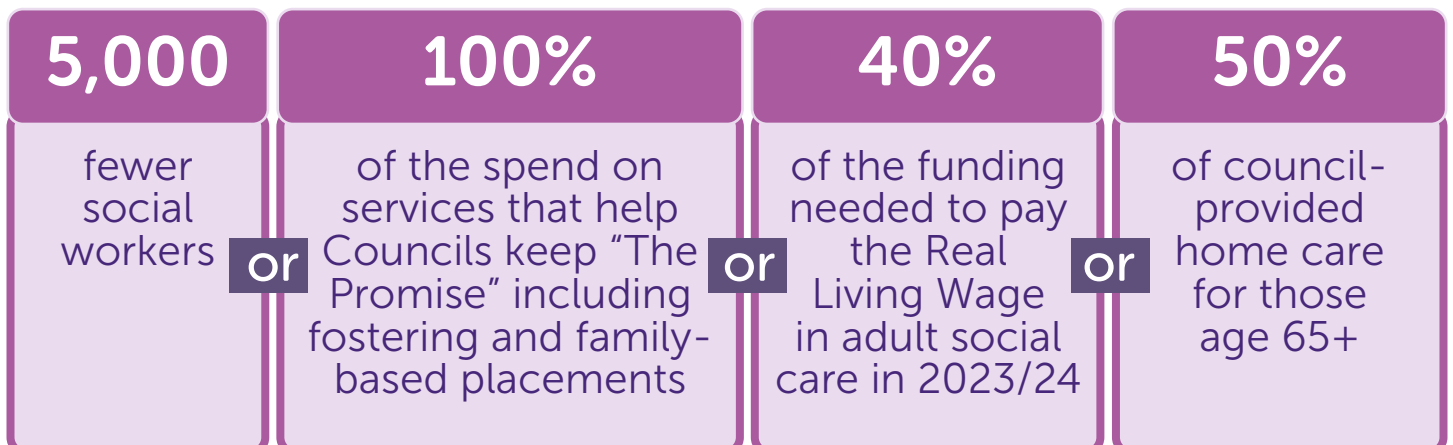 5,000
fewer
social
workers
or
100%
of the spend on
services that help
Councils keep “The
Promise” including
fostering and family-
based placements
or
40%
of the funding
needed to pay
the Real
Living Wage
in adult social
care in 2023/24
or
50%
of council-
provided
home care
for those
age 65+